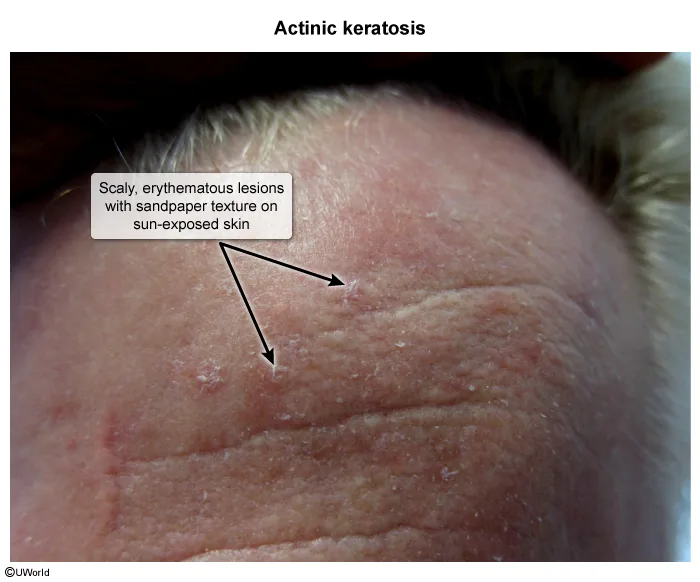 Actinic keratosis
Scaly, erythematous lesions
with sandpaper texture on
sun-exposed skin
©UWorld